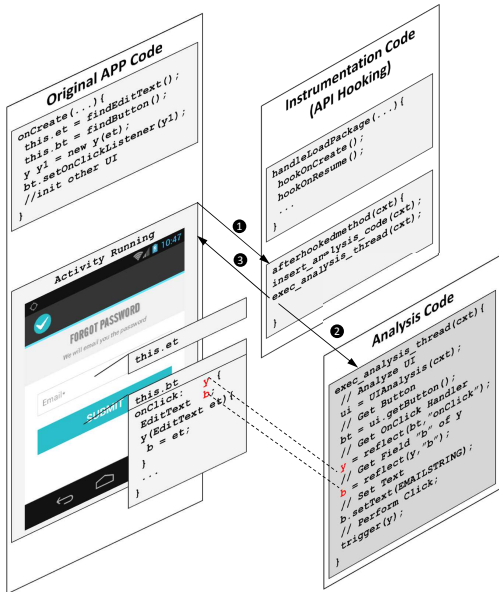 Original APP Code
onCreate(...){
this.et = findEditText();
this.bt = findButton();
y y1 = new y(et);
bt.setOnClickListener(y1);
//init other UI
}
Activity Running
10:47
FORGOT PASSWORD
We will email you the password
Email*
SUBMIT
this.et
this.bt
onClick: y {
EditText b;
y(EditText et){
b = et;
}
...
}
Instrumentation Code
(API Hooking)
handleLoadPackage(...){
hookOnCreate();
hookOnResume();
...
}
afterhookedmethod(cxt){
insert_analysis_code(cxt);
exec_analysis_thread(cxt);
}
1
3
2
Analysis Code
exec_analysis_thread(cxt){
// Analyze UI
ui = UIAnalysis(cxt);
// Get Button
bt = ui.getButton();
// Get OnClick Handler
y = reflect(bt,"onClick");
// Get Field "b" of y
b = reflect(y,"b");
// Set Text
b.setText(EMAILSTRING);
// Perform Click;
trigger(y);
}